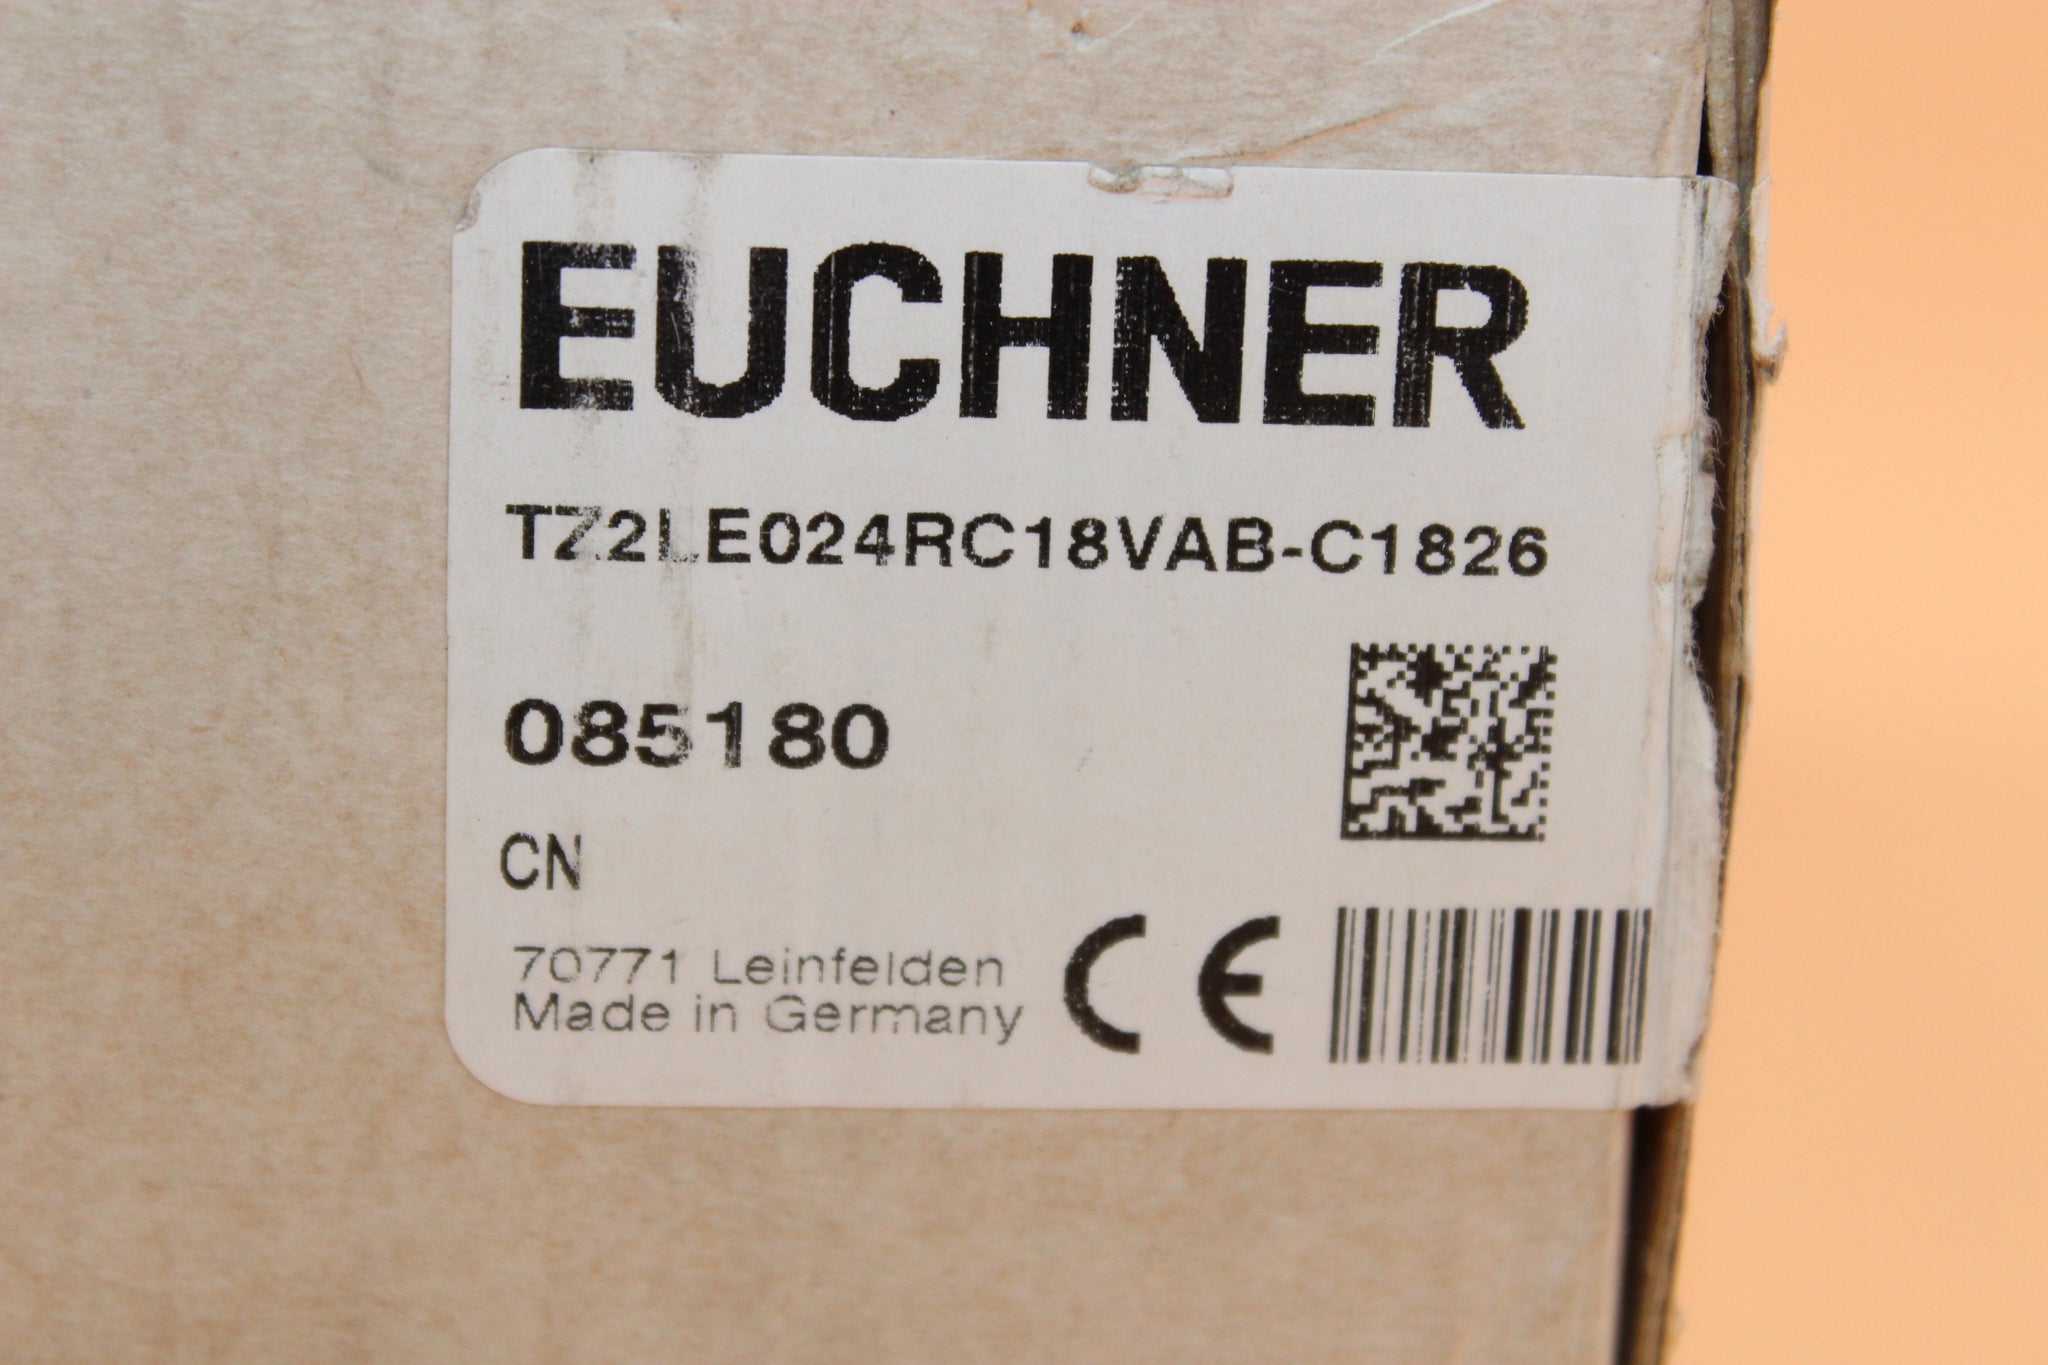 EUCHNER
TZ2LE024RC18VAB-C1826
085180
CN
70771 Leinfelden
Made in Germany
CE